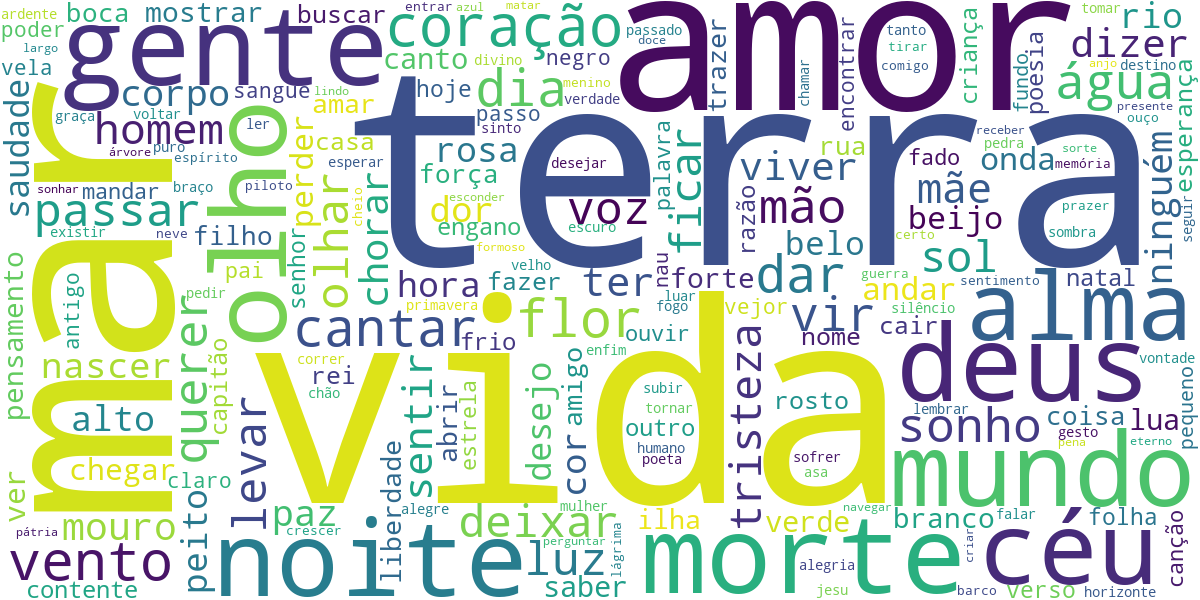 ardente
poder
largo
vela
boca
mostrar
gente
entrar
buscar
azul
coração
matar
passado
doce
canto
divino
negro
amor
tomar
rio
dizer
tanto
tirar
comigo
criança
anjo
destino
fundo
poesia
água
presente
ouço
trazer
chamar
encontrar
saudade
graça
corpo
voltar
homem
árvore
puro
espírito
sangue
lindo
ler
amar
hoje
dia
menino
verdade
passo
sinto
casa
esperar
perder
olho
mar
terra
rosa
força
desejar
palavra
ficar
rua
viver
fado
receber
pedra
onda
sorte
memória
ninguém
esperança
sonhar
mandar
braço
piloto
cheio
esconder
dor
voz
mão
mãe
beijo
prazer
seguir
passar
existir
neve
filho
senhor
olhar
chorar
engano
escuro
formoso
razão
belo
certo
sol
sombra
pensamento
antigo
pedir
pai
hora
velho
fazer
ter
nau
forte
dar
guerra
andar
sentimento
natal
primavera
luar
fogo
vejor
vir
silêncio
alma
cantar
frio
flor
ouvir
nome
cair
nascer
querer
capitão
correr
rei
chão
vida
enfim
deus
vontade
alto
levar
sentir
abrir
estrela
desejo
amigo
cor
subir
tornar
outro
humano
poeta
tristeza
rosto
sofrer
asa
lembrar
sonho
coisa
gesto
pena
lua
eterno
pequeno
ver
chegar
claro
mundo
pátria
mouro
peito
paz
crescer
liberdade
alegre
deixar
mulher
ilha
verde
navegar
branco
falar
folha
vento
contente
noite
luz
perguntar
saber
lágrima
morte
alegria
jesu
criar
barco
céu
verso
horizonte
canção